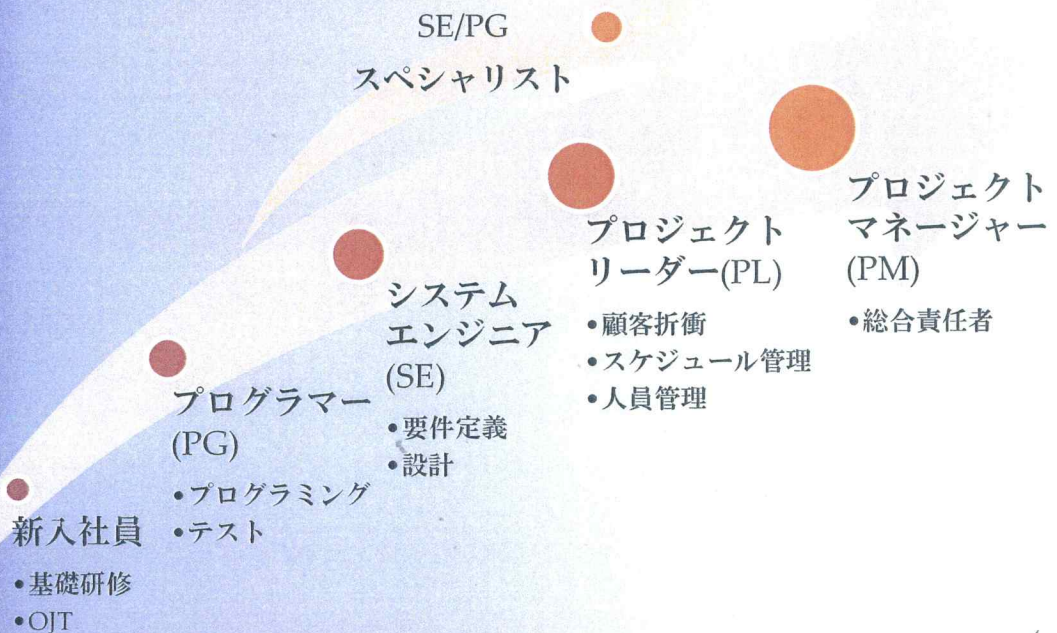 SE/PG
スペシャリスト
プロジェクト
マネージャー
(PM)
•総合責任者
プロジェクト
リーダー(PL)
•顧客折衝
•スケジュール管理
•人員管理
システム
エンジニア
(SE)
•要件定義
•設計
プログラマー
(PG)
•プログラミング
•テスト
新入社員
•基礎研修
•OJT